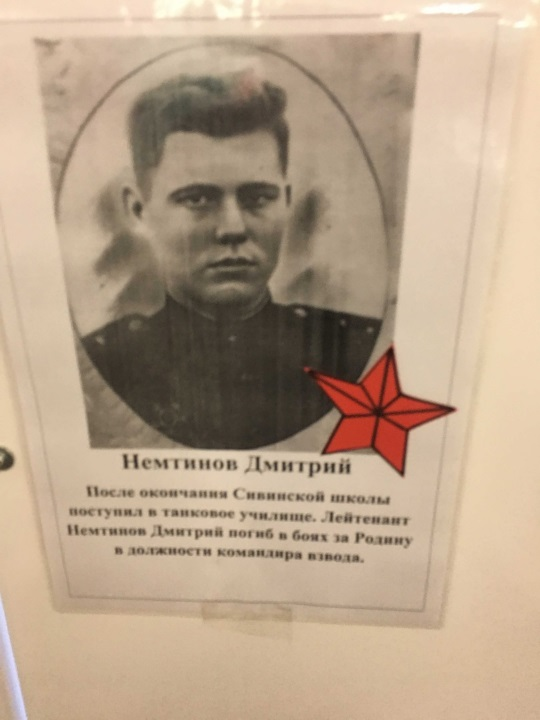 Немтинов Дмитрий
После окончания Сивинской школы
поступил в танковое училище. Лейтенант
Немтинов Дмитрий погиб в боях за Родину
в должности командира взвода.